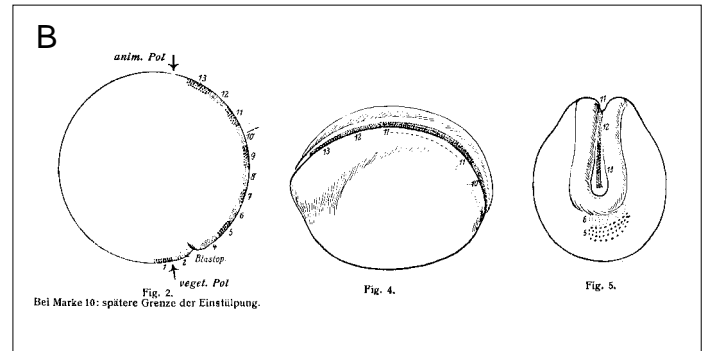 B
anim. Pol
13
12
11
10
9
8
7
6
5
4
Blastop.
2
1
veget. Pol
Fig. 2.
Bei Marke 10: spätere Grenze der Einstülpung.
13
12
11
11
10
Fig. 4.
11
12
13
6
5
Fig. 5.